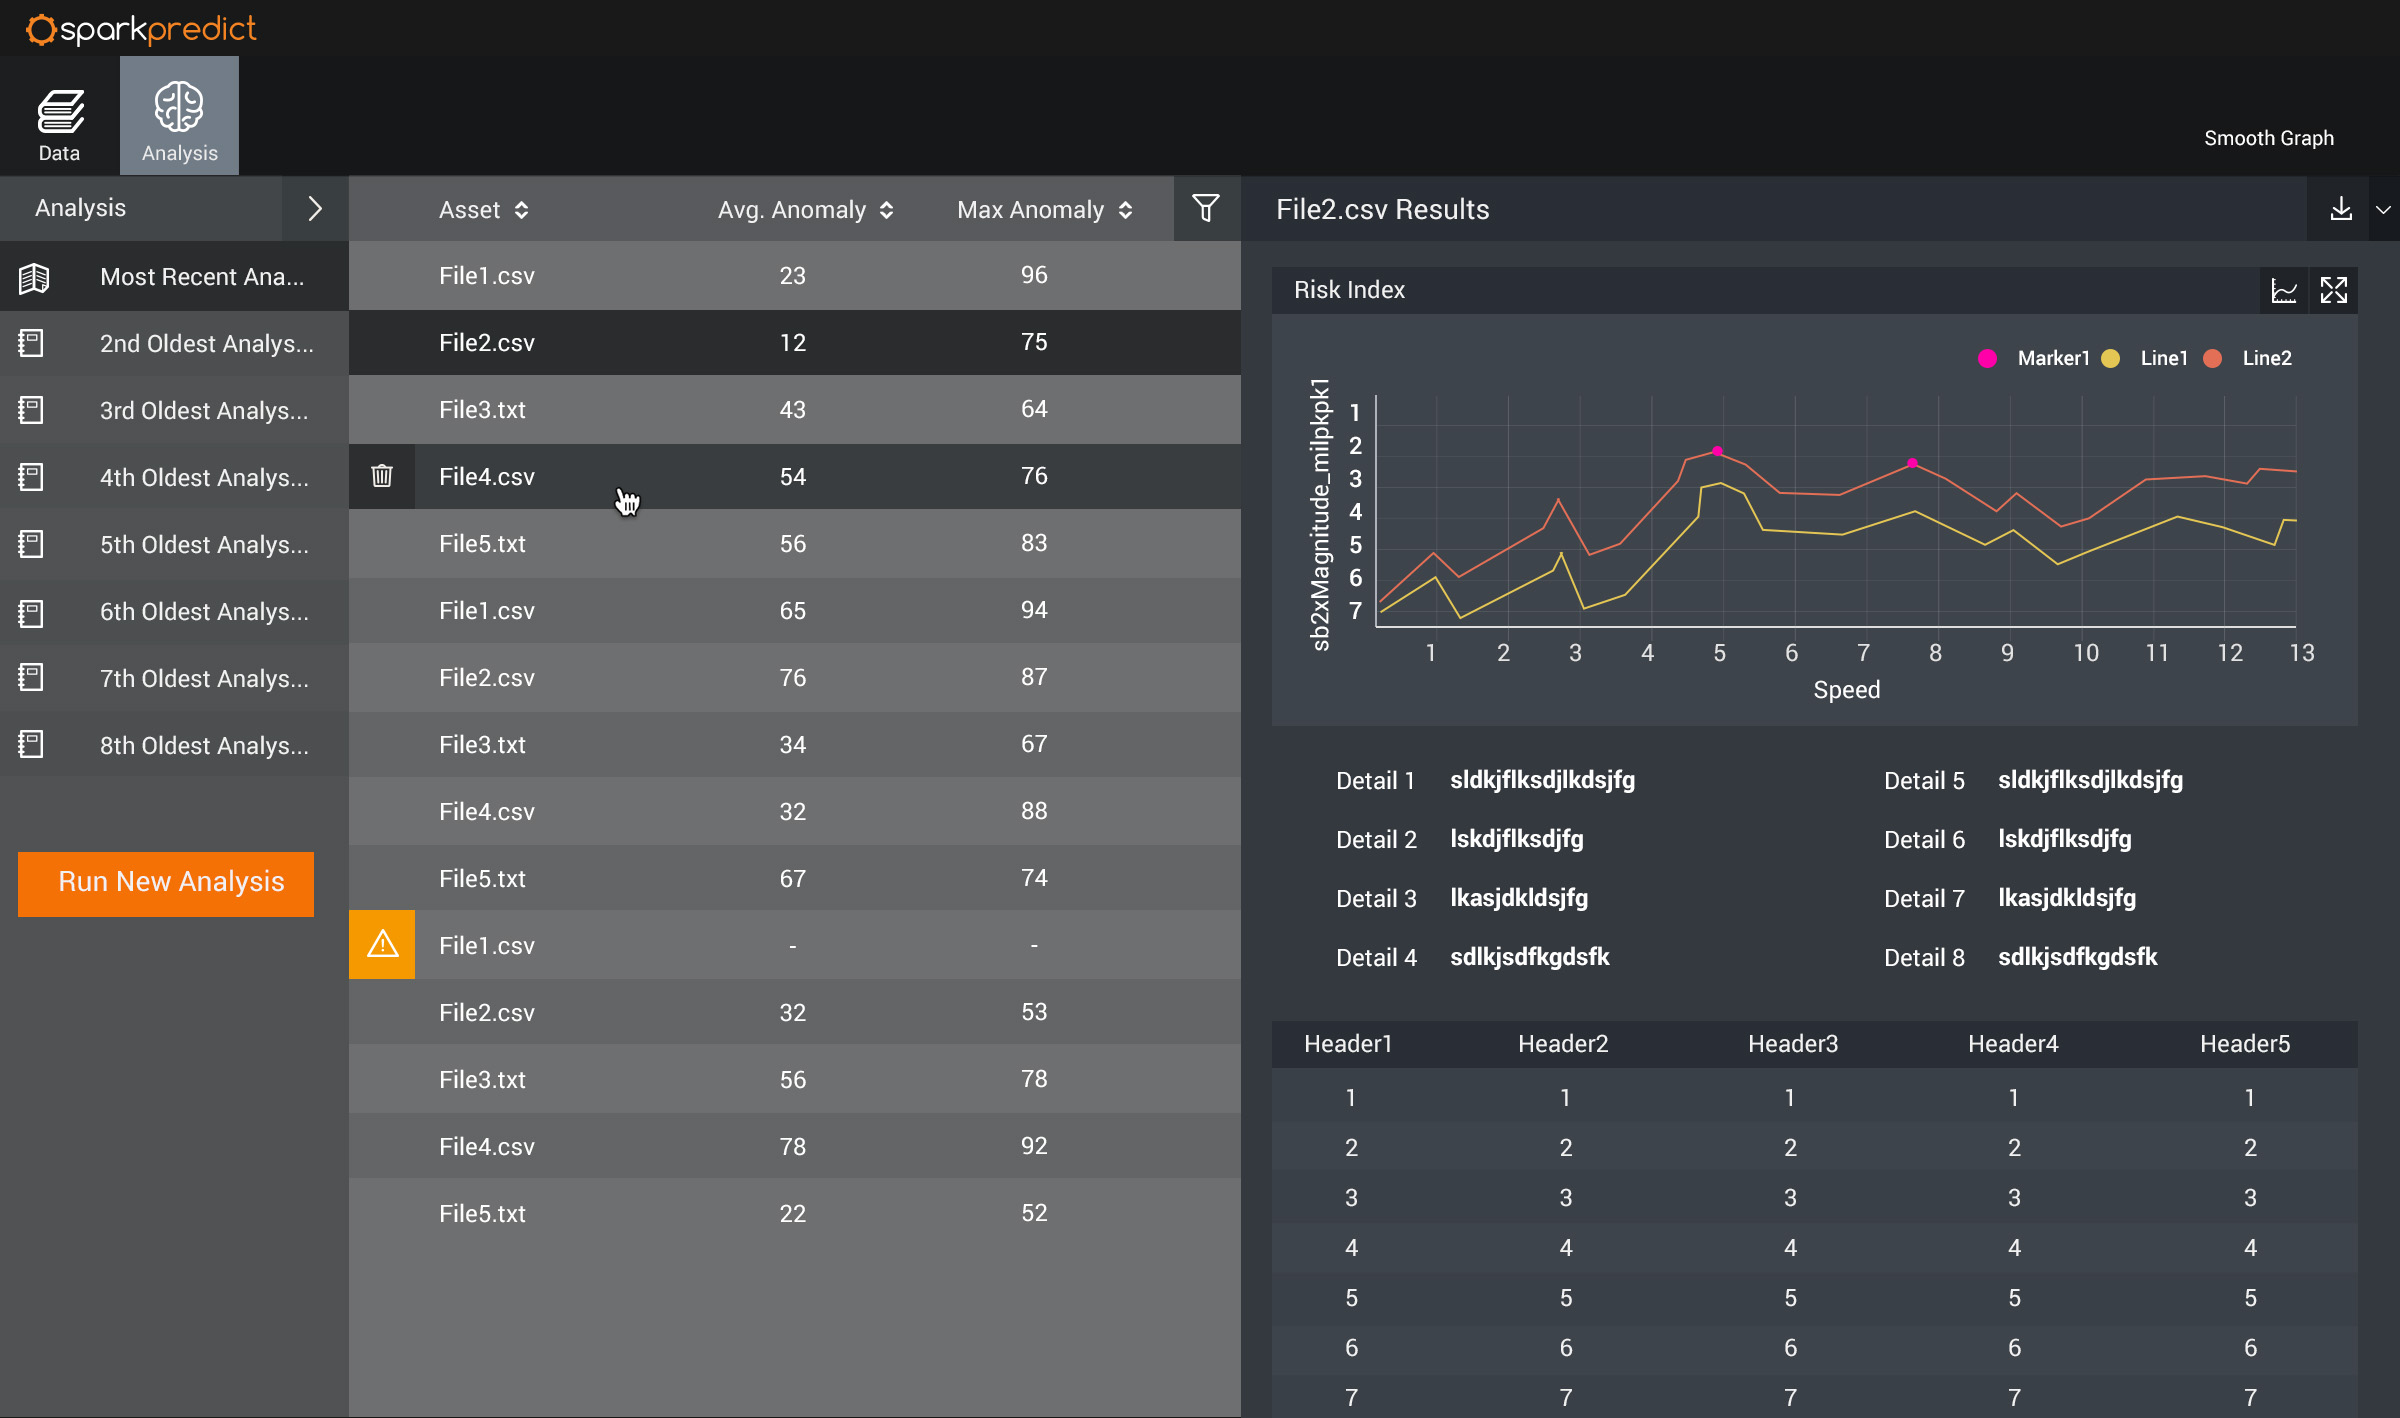 sparkpredict
Data
Analysis
Smooth Graph
Analysis
Most Recent Ana...
2nd Oldest Analys...
3rd Oldest Analys...
4th Oldest Analys...
5th Oldest Analys...
6th Oldest Analys...
7th Oldest Analys...
8th Oldest Analys...
Run New Analysis
Asset Avg. Anomaly Max Anomaly
File1.csv 23 96
File2.csv 12 75
File3.txt 43 64
File4.csv 54 76
File5.txt 56 83
File1.csv 65 94
File2.csv 76 87
File3.txt 34 67
File4.csv 32 88
File5.txt 67 74
File1.csv - -
File2.csv 32 53
File3.txt 56 78
File4.csv 78 92
File5.txt 22 52
File2.csv Results
Risk Index
Marker1 Line1 Line2
sb2xMagnitude_milpkpk1
1
2
3
4
5
6
7
1 2 3 4 5 6 7 8 9 10 11 12 13
Speed
Detail 1 sldkjflksdjlkdsjfg
Detail 2 lskdjflksdjfg
Detail 3 lkasjdkldsjfg
Detail 4 sdlkjsdfkgdsfk
Detail 5 sldkjflksdjlkdsjfg
Detail 6 lskdjflksdjfg
Detail 7 lkasjdkldsjfg
Detail 8 sdlkjsdfkgdsfk
Header1 Header2 Header3 Header4 Header5
1 1 1 1 1
2 2 2 2 2
3 3 3 3 3
4 4 4 4 4
5 5 5 5 5
6 6 6 6 6
7 7 7 7 7